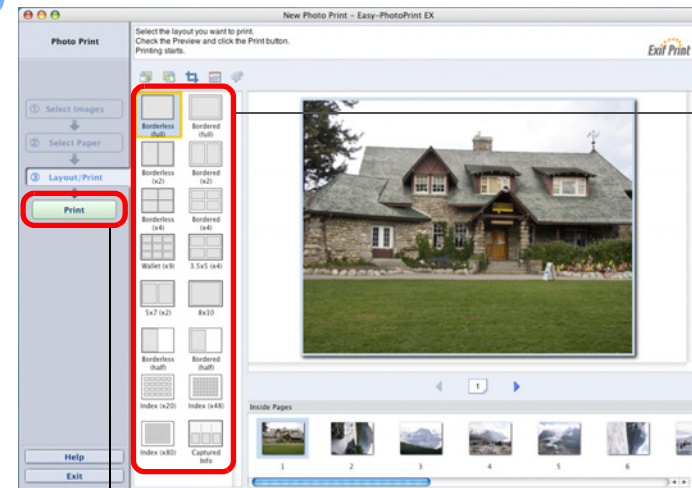 New Photo Print – Easy-PhotoPrint EX
Photo Print
Select the layout you want to print.
Check the Preview and click the Print button.
Printing starts.
Exif Print
① Select Images
② Select Paper
③ Layout/Print
Print
Borderless
(full)
Bordered
(full)
Borderless
(x2)
Bordered
(x2)
Borderless
(x4)
Bordered
(x4)
Wallet (x9)
3.5x5 (x4)
5x7 (x2)
8x10
Borderless
(half)
Bordered
(half)
Index (x20)
Index (x48)
Index (x80)
Captured
Info
1
Inside Pages
1
2
3
4
5
6
Help
Exit